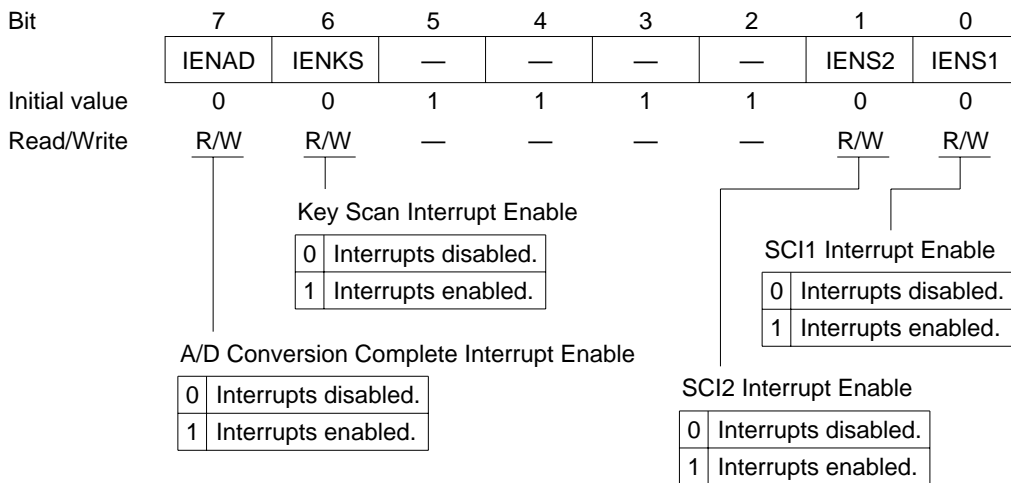 Bit 7 6 5 4 3 2 1 0
IENAD IENKS — — — — IENS2 IENS1
Initial value 0 0 1 1 1 1 0 0
Read/Write R/W R/W — — — — R/W R/W
Key Scan Interrupt Enable
0 Interrupts disabled.
1 Interrupts enabled.
SCI1 Interrupt Enable
0 Interrupts disabled.
1 Interrupts enabled.
A/D Conversion Complete Interrupt Enable
0 Interrupts disabled.
1 Interrupts enabled.
SCI2 Interrupt Enable
0 Interrupts disabled.
1 Interrupts enabled.